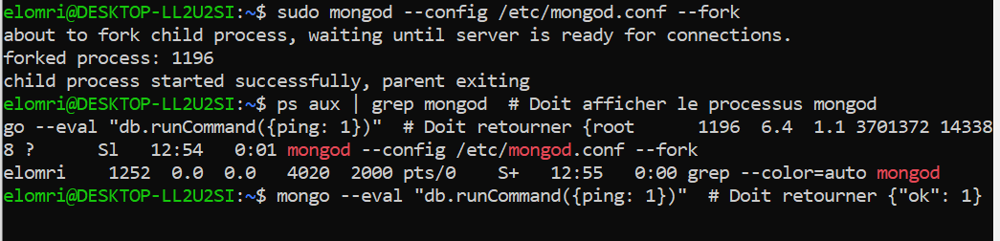 elomri@DESKTOP-LL2U2SI:~$ sudo mongod --config /etc/mongod.conf --fork
about to fork child process, waiting until server is ready for connections.
forked process: 1196
child process started successfully, parent exiting
elomri@DESKTOP-LL2U2SI:~$ ps aux | grep mongod  # Doit afficher le processus mongod
go --eval "db.runCommand({ping: 1})"  # Doit retourner {root      1196  6.4  1.1 3701372 14338
8 ?      Sl   12:54   0:01 mongod --config /etc/mongod.conf --fork
elomri    1252  0.0  0.0   4020  2000 pts/0    S+   12:55   0:00 grep --color=auto mongod
elomri@DESKTOP-LL2U2SI:~$ mongo --eval "db.runCommand({ping: 1})"  # Doit retourner {"ok": 1}